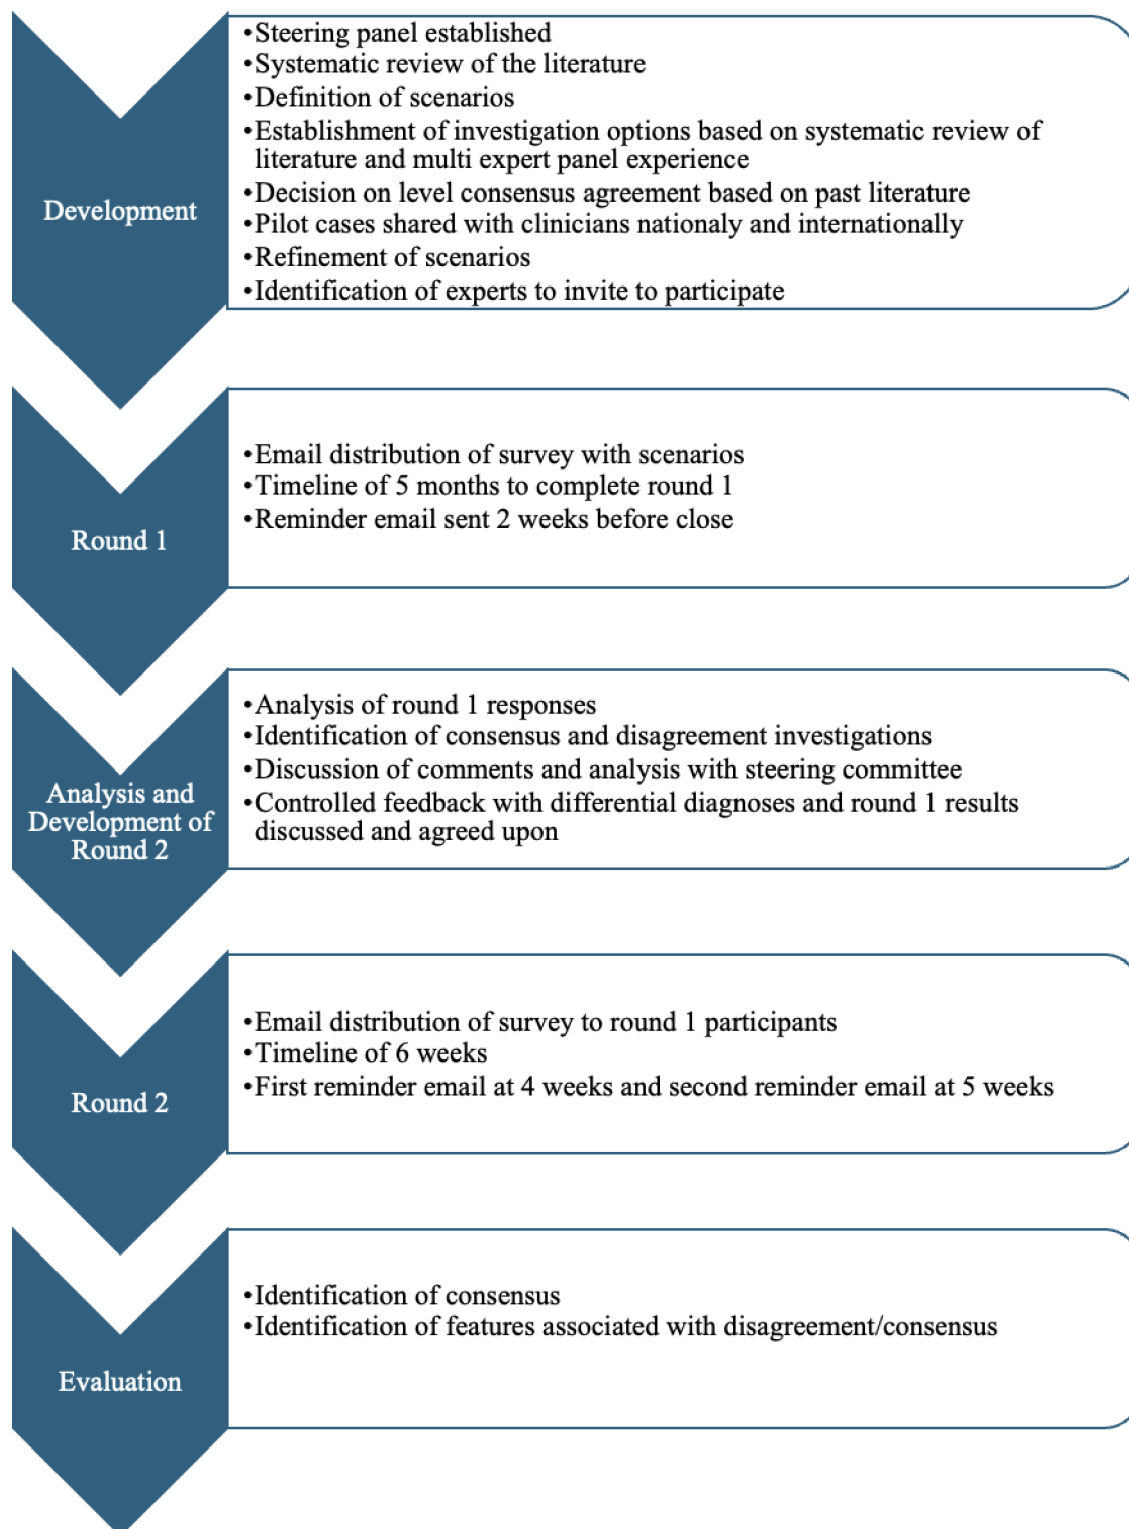 Development
•Steering panel established
•Systematic review of the literature
•Definition of scenarios
•Establishment of investigation options based on systematic review of
literature and multi expert panel experience
•Decision on level consensus agreement based on past literature
•Pilot cases shared with clinicians nationaly and internationally
•Refinement of scenarios
•Identification of experts to invite to participate
Round 1
•Email distribution of survey with scenarios
•Timeline of 5 months to complete round 1
•Reminder email sent 2 weeks before close
Analysis and
Development of
Round 2
•Analysis of round 1 responses
•Identification of consensus and disagreement investigations
•Discussion of comments and analysis with steering committee
•Controlled feedback with differential diagnoses and round 1 results
discussed and agreed upon
Round 2
•Email distribution of survey to round 1 participants
•Timeline of 6 weeks
•First reminder email at 4 weeks and second reminder email at 5 weeks
Evaluation
•Identification of consensus
•Identification of features associated with disagreement/consensus